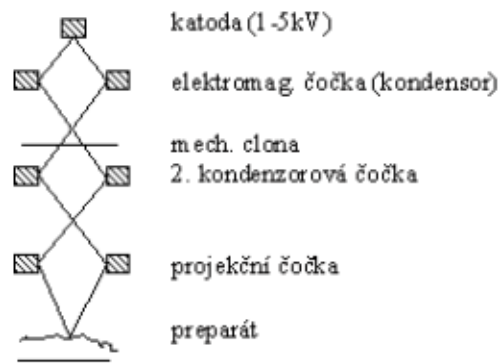 katoda (1-5kV)
elektromag. čočka (kondensor)
mech. clona
2. kondenzorová čočka
projekční čočka
preparát